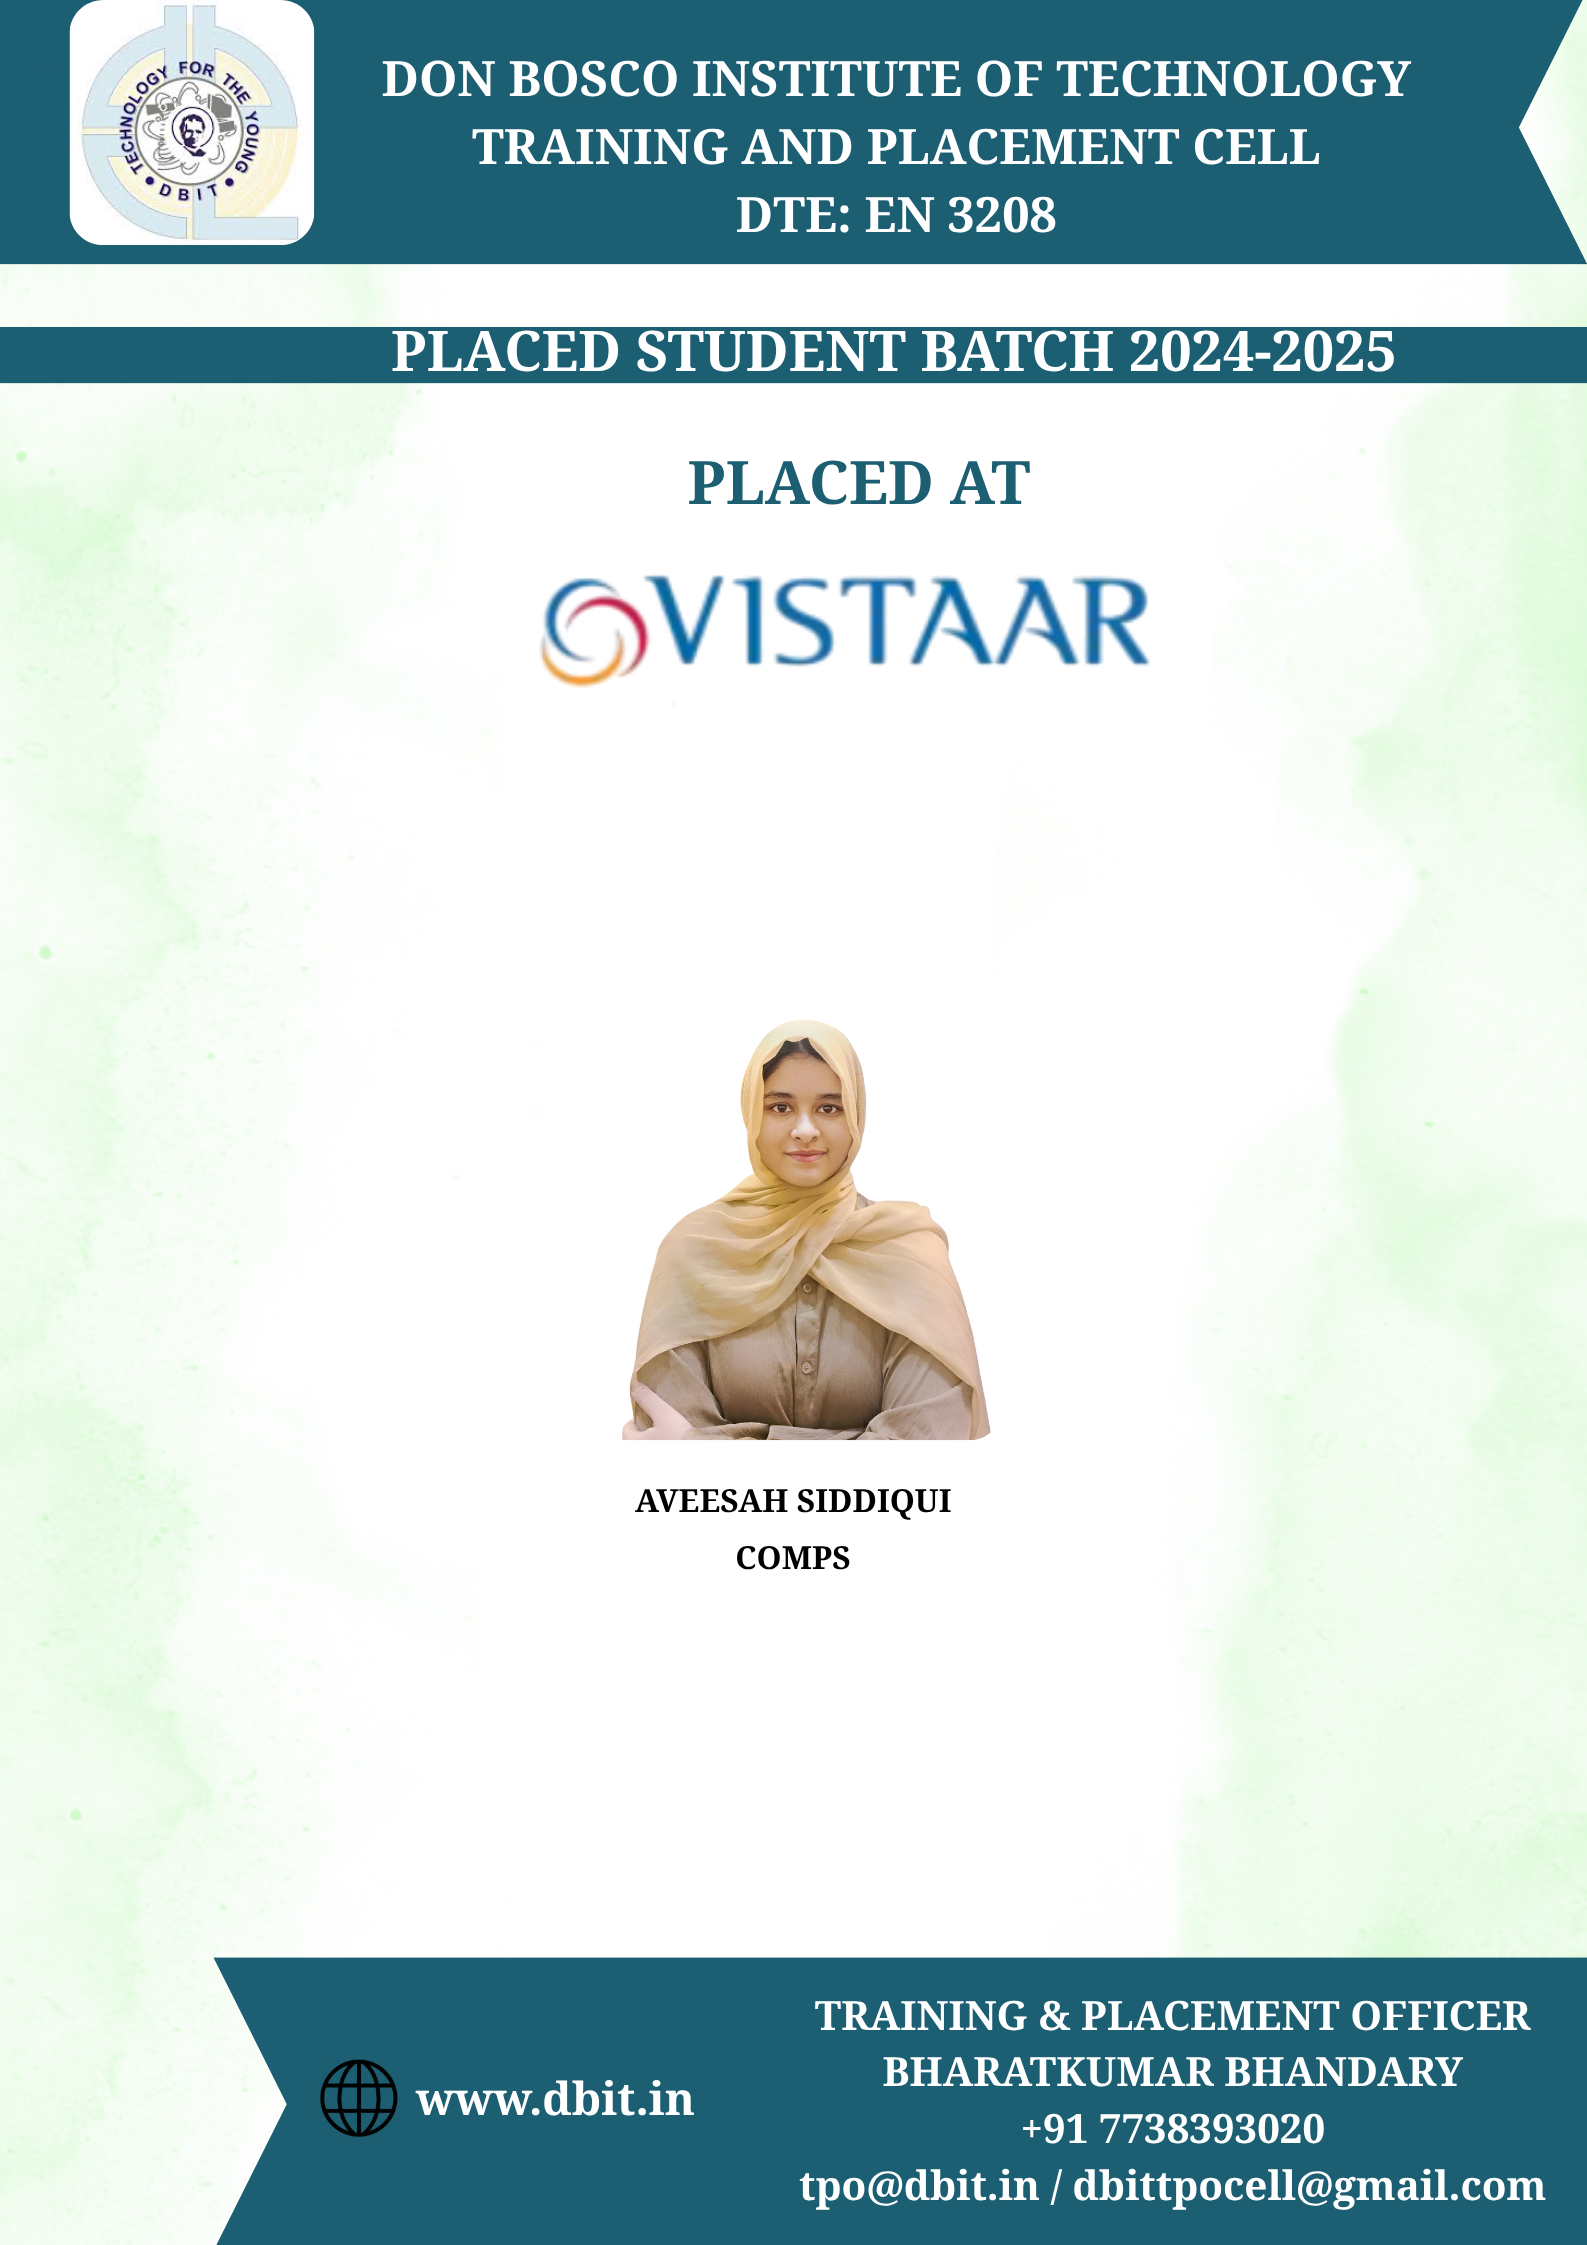 TECHNOLOGY FOR THE YOUNG
• DBIT •
DON BOSCO INSTITUTE OF TECHNOLOGY
TRAINING AND PLACEMENT CELL
DTE: EN 3208
PLACED STUDENT BATCH 2024-2025
PLACED AT
VISTAAR
AVEESAH SIDDIQUI
COMPS
www.dbit.in
TRAINING & PLACEMENT OFFICER
BHARATKUMAR BHANDARY
+91 7738393020
tpo@dbit.in / dbittpocell@gmail.com